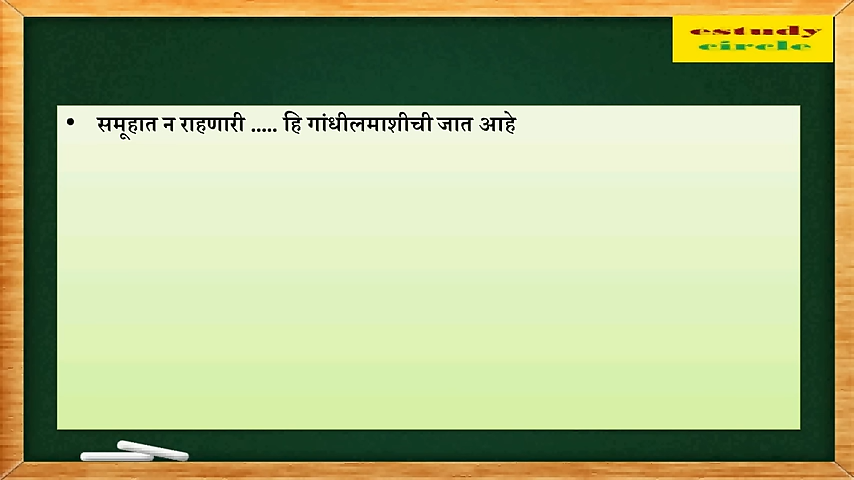 estudy
circle
• समूहात न राहणारी ..... हि गांधीलमाशीची जात आहे